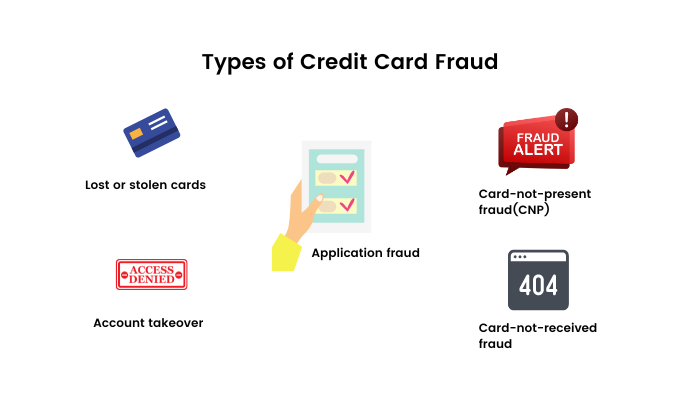 Types of Credit Card Fraud
Lost or stolen cards
ACCESS
DENIED
Account takeover
Application fraud
FRAUD
ALERT
!
Card-not-present
fraud(CNP)
404
Card-not-received
fraud